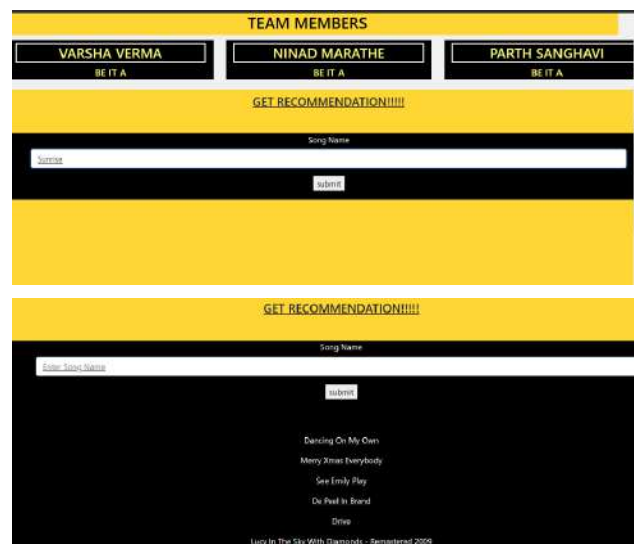 TEAM MEMBERS
VARSHA VERMA NINAD MARATHE PARTH SANGHAVI
BE IT A BE IT A BE IT A
GET RECOMMENDATION!!!!!
Song Name
Sunrise
submit
GET RECOMMENDATION!!!!!
Song Name
Enter Song Name
submit
Dancing On My Own
Merry Xmas Everybody
See Emily Play
De Peel In Brand
Drive
Lucy In The Sky With Diamonds - Remastered 2009